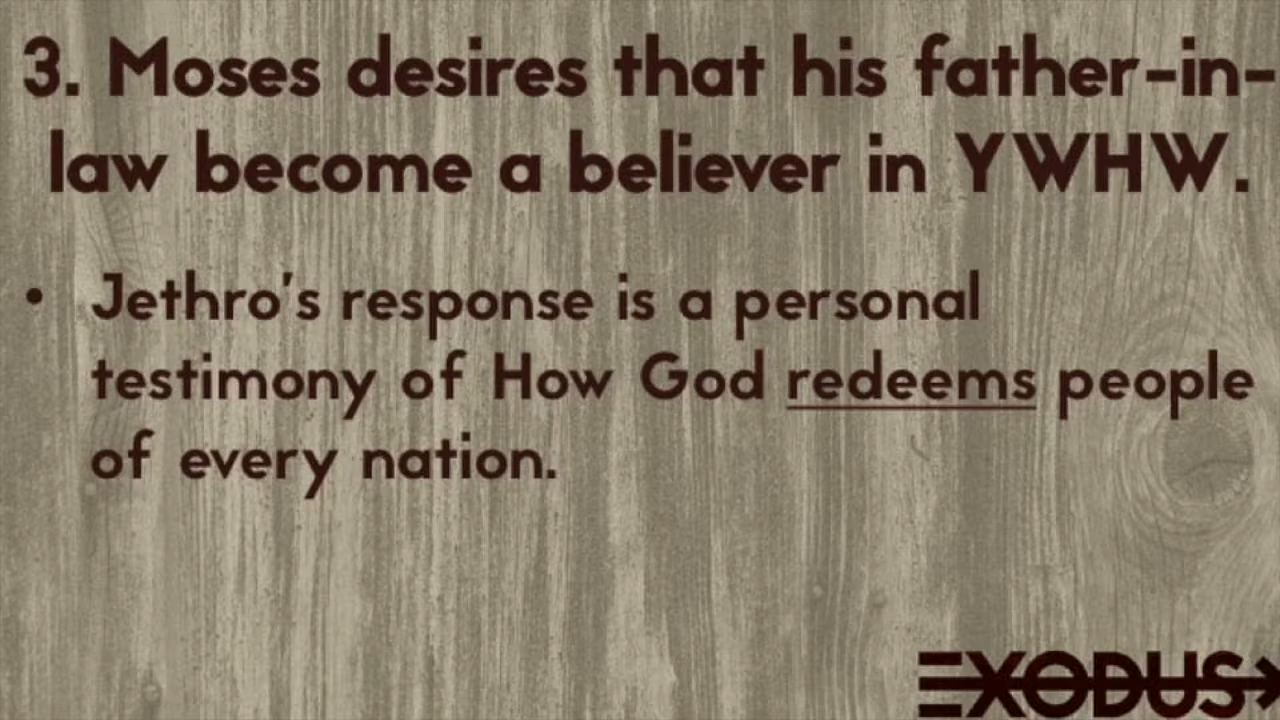 3. Moses desires that his father-in-
law become a believer in YWHW.
• Jethro's response is a personal
testimony of How God redeems people
of every nation.
EXODUS